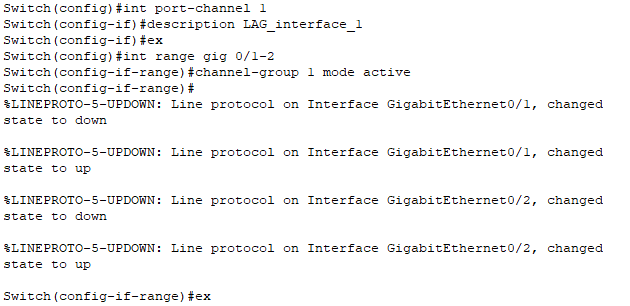 Switch(config)#int port-channel 1
Switch(config-if)#description LAG_interface_1
Switch(config-if)#ex
Switch(config)#int range gig 0/1-2
Switch(config-if-range)#channel-group 1 mode active
Switch(config-if-range)#
%LINEPROTO-5-UPDOWN: Line protocol on Interface GigabitEthernet0/1, changed
state to down
%LINEPROTO-5-UPDOWN: Line protocol on Interface GigabitEthernet0/1, changed
state to up
%LINEPROTO-5-UPDOWN: Line protocol on Interface GigabitEthernet0/2, changed
state to down
%LINEPROTO-5-UPDOWN: Line protocol on Interface GigabitEthernet0/2, changed
state to up
Switch(config-if-range)#ex